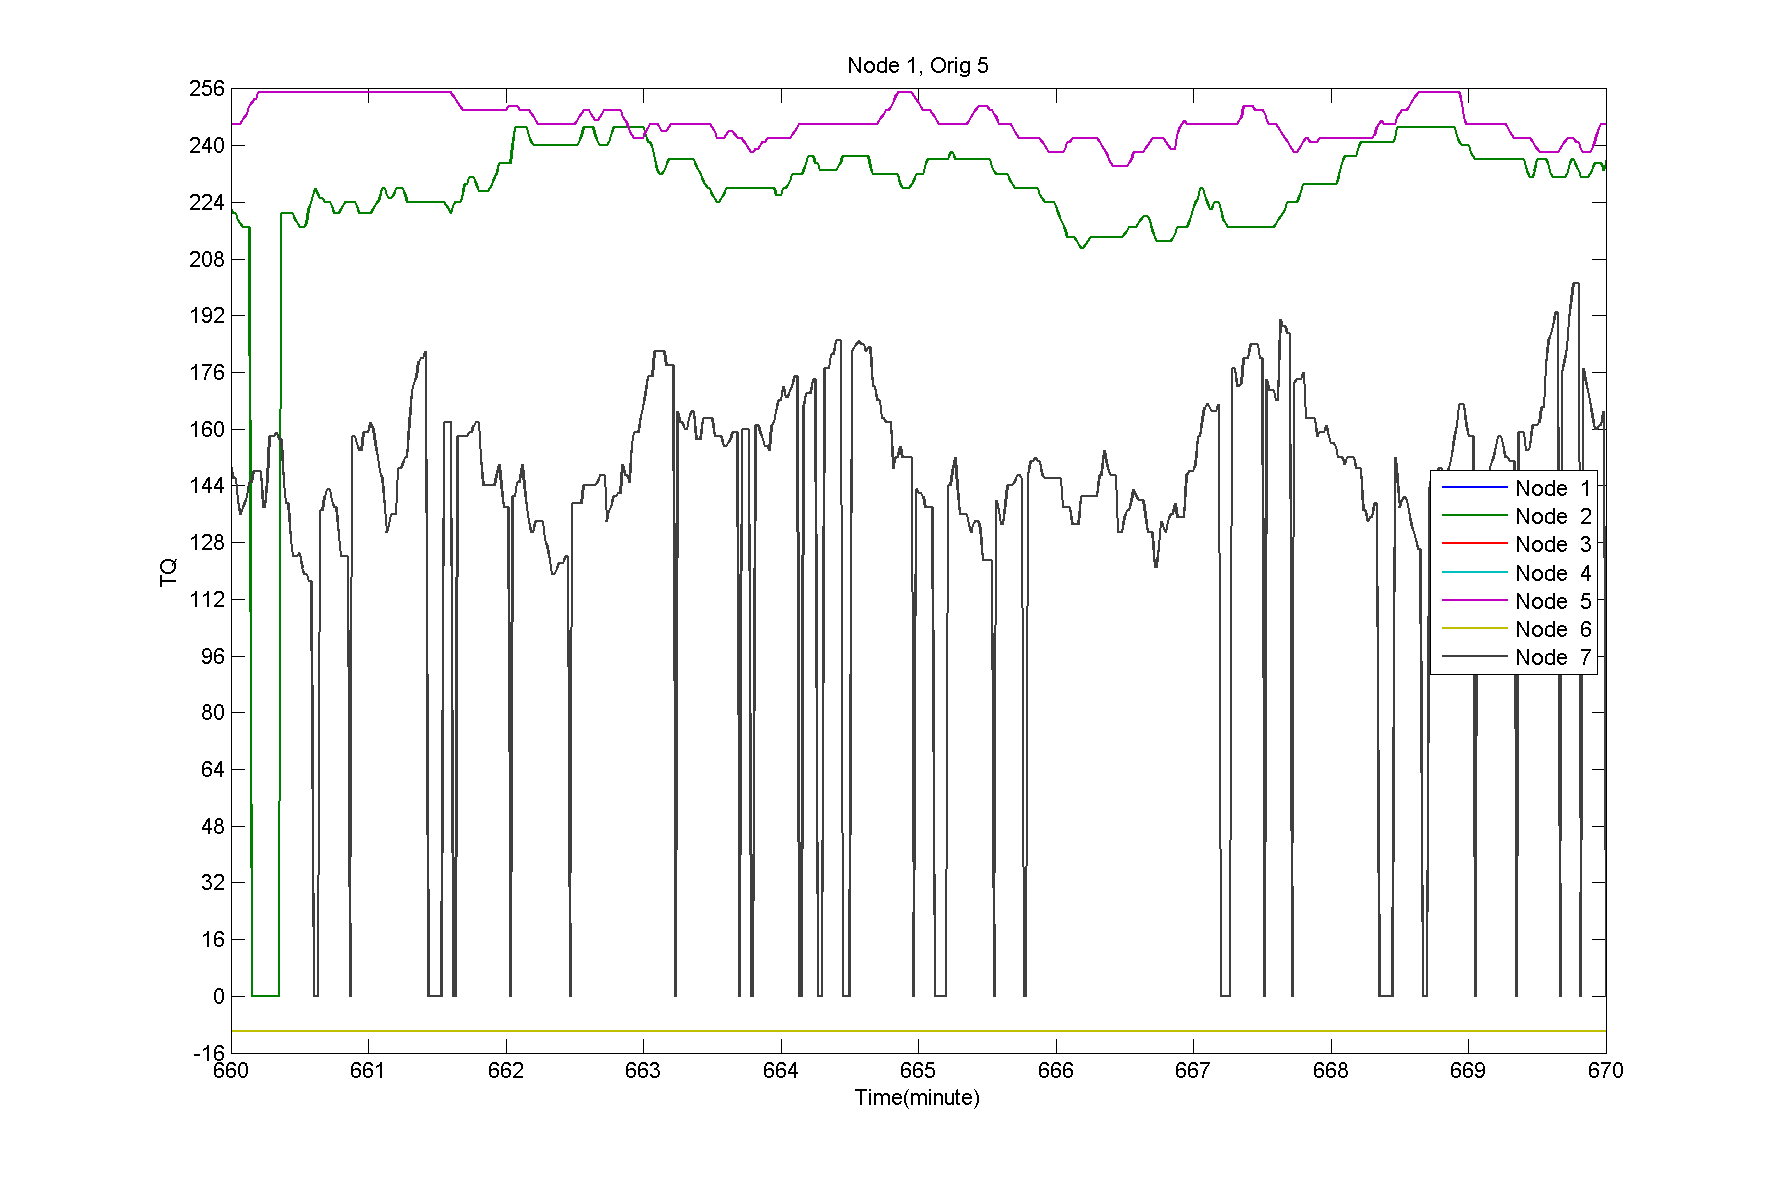 Node 1, Orig 5
256
240
224
208
192
176
160
144
128
112
96
80
64
48
32
16
0
-16
TQ
Node 1
Node 2
Node 3
Node 4
Node 5
Node 6
Node 7
660 661 662 663 664 665 666 667 668 669 670
Time(minute)